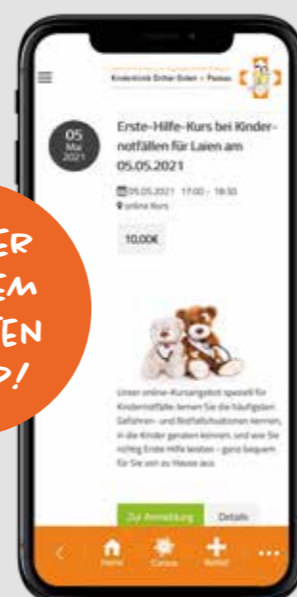 Kinderklinik Dritter Orden - Passau
05
Mai
2021
Erste-Hilfe-Kurs bei Kinder-
notfällen für Laien am
05.05.2021
05.05.2021 17:00 - 18:30
online Kurs
10,00€
ER
EM
TEN
!
Unser online-Kursangebot speziell für
Kindernotfälle: lernen Sie die häufigsten
Gefahren- und Notfallsituationen kennen,
in die Kinder geraten können, und wie Sie
richtig Erste Hilfe leisten - ganz bequem
für Sie von zu Hause aus.
Zur Anmeldung Details
Home Corona Notfall